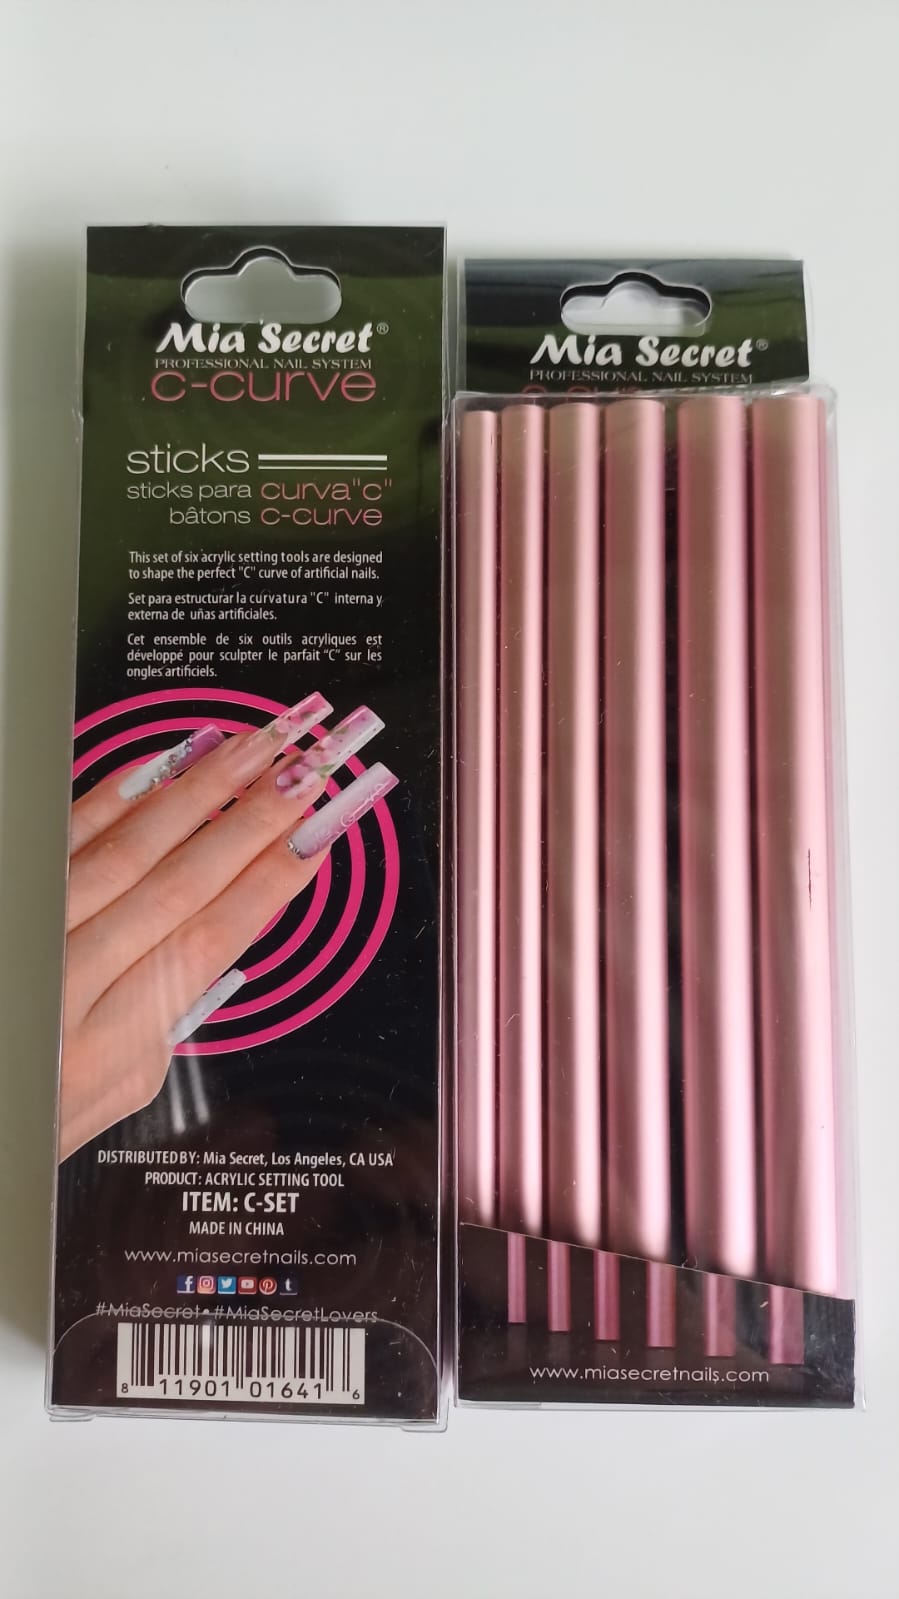 Mia Secret®
PROFESSIONAL NAIL SYSTEM
c-curve
sticks
sticks para curva"c"
bâtons c-curve
This set of six acrylic setting tools are designed
to shape the perfect "C" curve of artificial nails.
Set para estructurar la curvatura "C" interna y
externa de uñas artificiales.
Cet ensemble de six outils acryliques est
développé pour sculpter le parfait “C” sur les
ongles artificiels.
DISTRIBUTED BY: Mia Secret, Los Angeles, CA USA
PRODUCT: ACRYLIC SETTING TOOL
ITEM: C-SET
MADE IN CHINA
www.miasecretnails.com
#MiaSecret • #MiaSecretLovers
8 11901 01641 6
Mia Secret®
PROFESSIONAL NAIL SYSTEM
www.miasecretnails.com